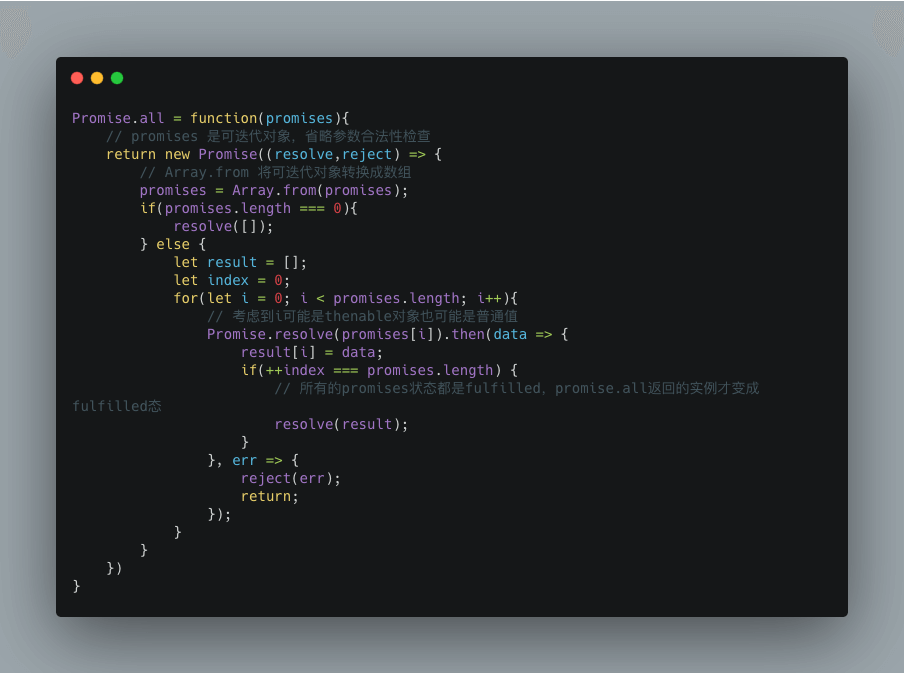 Promise.all = function(promises){
    // promises 是可迭代对象，省略参数合法性检查
    return new Promise((resolve,reject) => {
        // Array.from 将可迭代对象转换成数组
        promises = Array.from(promises);
        if(promises.length === 0){
            resolve([]);
        } else {
            let result = [];
            let index = 0;
            for(let i = 0; i < promises.length; i++){
                // 考虑到i可能是thenable对象也可能是普通值
                Promise.resolve(promises[i]).then(data => {
                    result[i] = data;
                    if(++index === promises.length) {
                        // 所有的promises状态都是fulfilled，promise.all返回的实例才变成
fulfilled态
                        resolve(result);
                    }
                }, err => {
                    reject(err);
                    return;
                });
            }
        }
    })
}